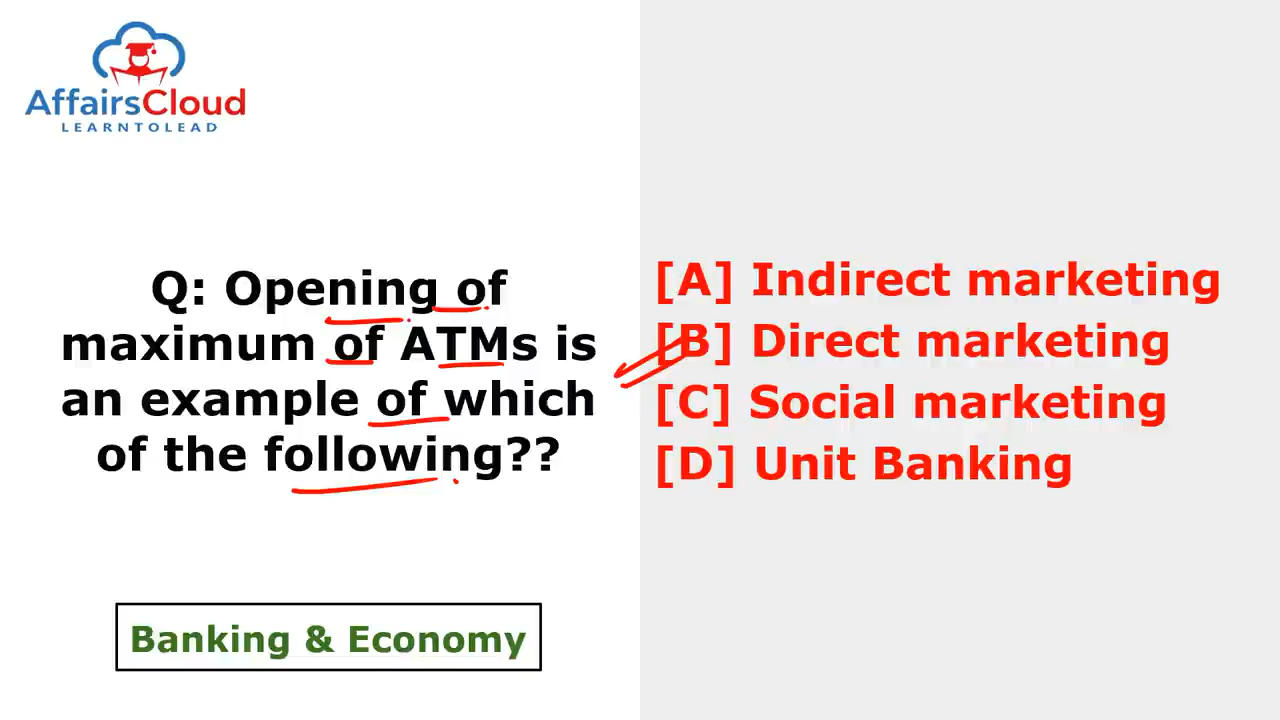 AffairsCloud
LEARNTOLEAD
Q: Opening of
maximum of ATMs is
an example of which
of the following??
Banking & Economy
[A] Indirect marketing
[B] Direct marketing
[C] Social marketing
[D] Unit Banking